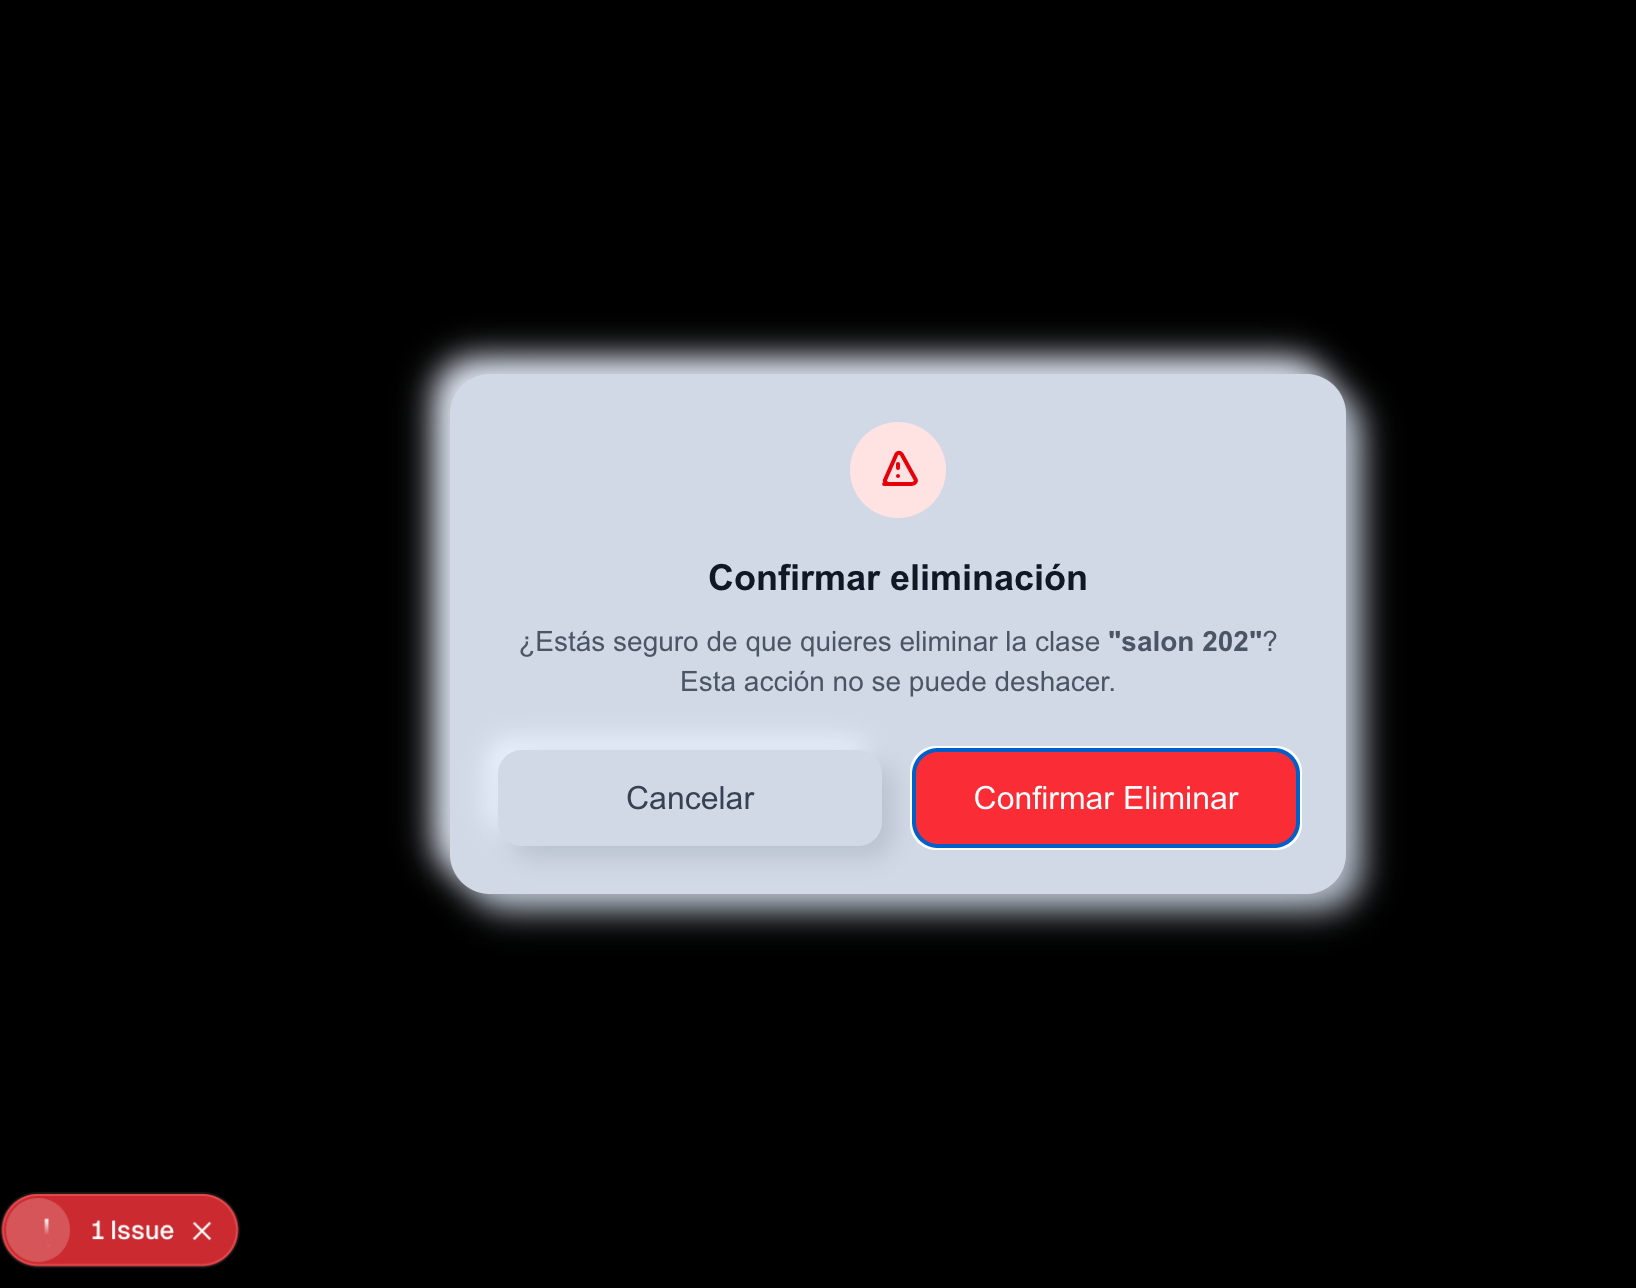 Confirmar eliminación
¿Estás seguro de que quieres eliminar la clase "salon 202"?
Esta acción no se puede deshacer.
Cancelar
Confirmar Eliminar
1 Issue